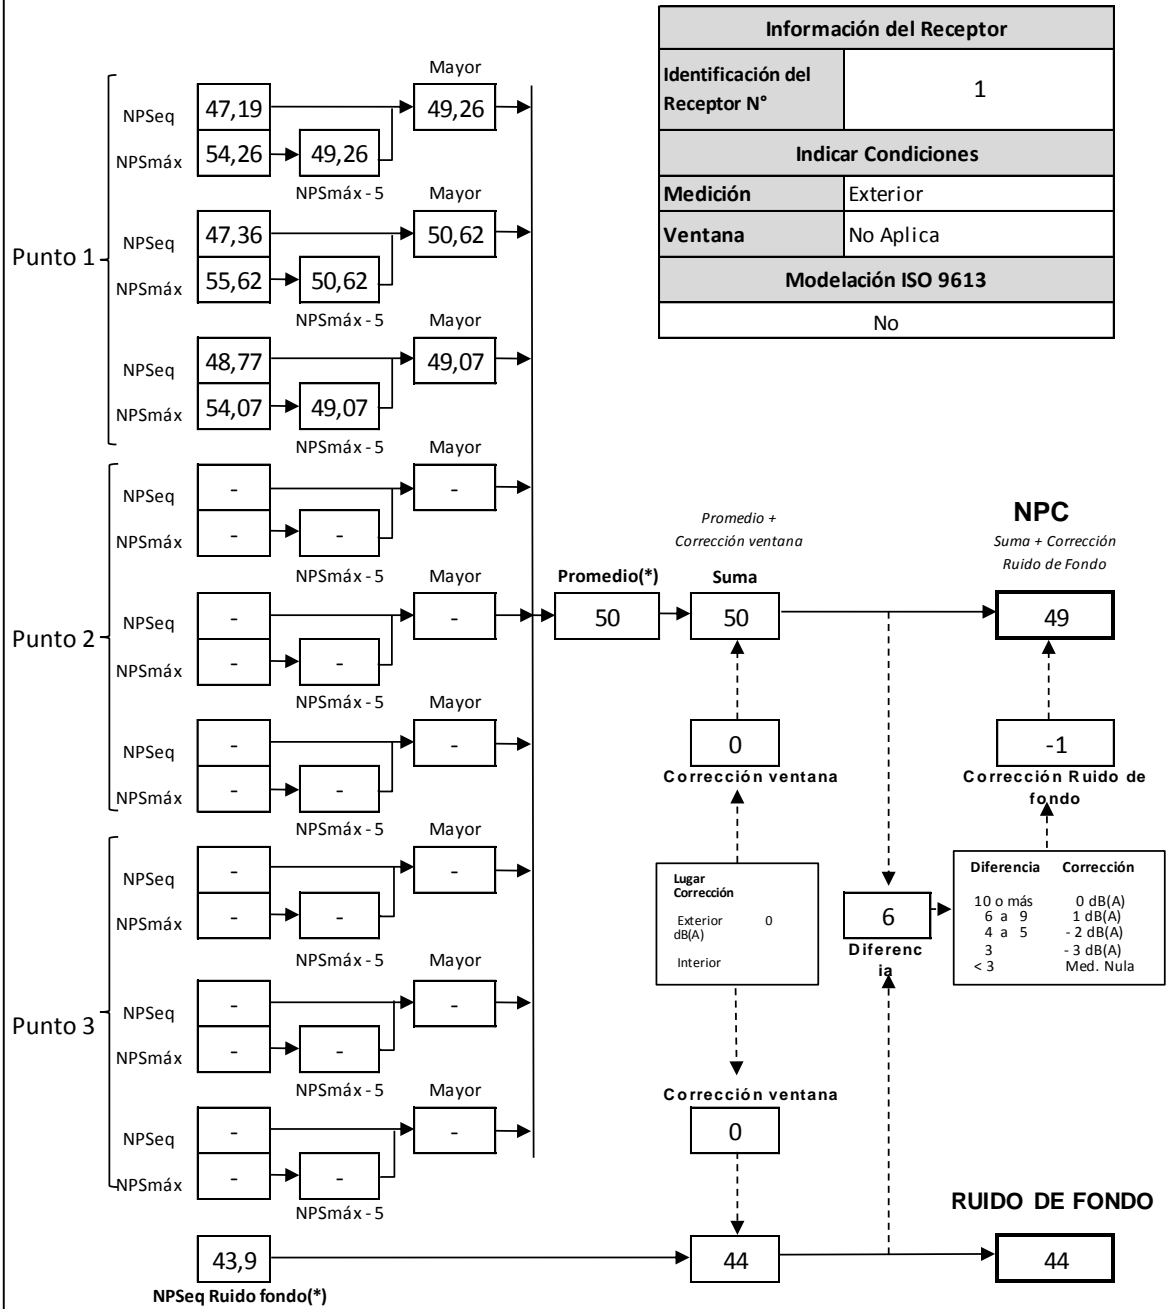 Información del Receptor
Identificación del
Receptor N°
1
Indicar Condiciones
Medición
Exterior
Ventana
No Aplica
Modelación ISO 9613
No
Punto 1
Mayor
NPSeq
47,19
49,26
NPSmáx
54,26
49,26
NPSmáx - 5
Mayor
NPSeq
47,36
50,62
NPSmáx
55,62
50,62
NPSmáx - 5
Mayor
NPSeq
48,77
49,07
NPSmáx
54,07
49,07
NPSmáx - 5
Punto 2
Mayor
NPSeq
-
-
NPSmáx
-
-
NPSmáx - 5
Mayor
NPSeq
-
-
NPSmáx
-
-
NPSmáx - 5
Mayor
NPSeq
-
-
NPSmáx
-
-
NPSmáx - 5
Punto 3
Mayor
NPSeq
-
-
NPSmáx
-
-
NPSmáx - 5
Mayor
NPSeq
-
-
NPSmáx
-
-
NPSmáx - 5
Mayor
NPSeq
-
-
NPSmáx
-
-
NPSmáx - 5
43,9
NPSeq Ruido fondo(*)
Promedio(*)
50
Promedio +
Corrección ventana
Suma
50
0
Corrección ventana
Lugar
Corrección
Exterior 0
dB(A)
Interior
Corrección ventana
0
44
6
Diferenc
ia
NPC
Suma + Corrección
Ruido de Fondo
49
-1
Corrección Ruido de
fondo
Diferencia Corrección
10 o más 0 dB(A)
6 a 9 1 dB(A)
4 a 5 - 2 dB(A)
3 - 3 dB(A)
< 3 Med. Nula
RUIDO DE FONDO
44